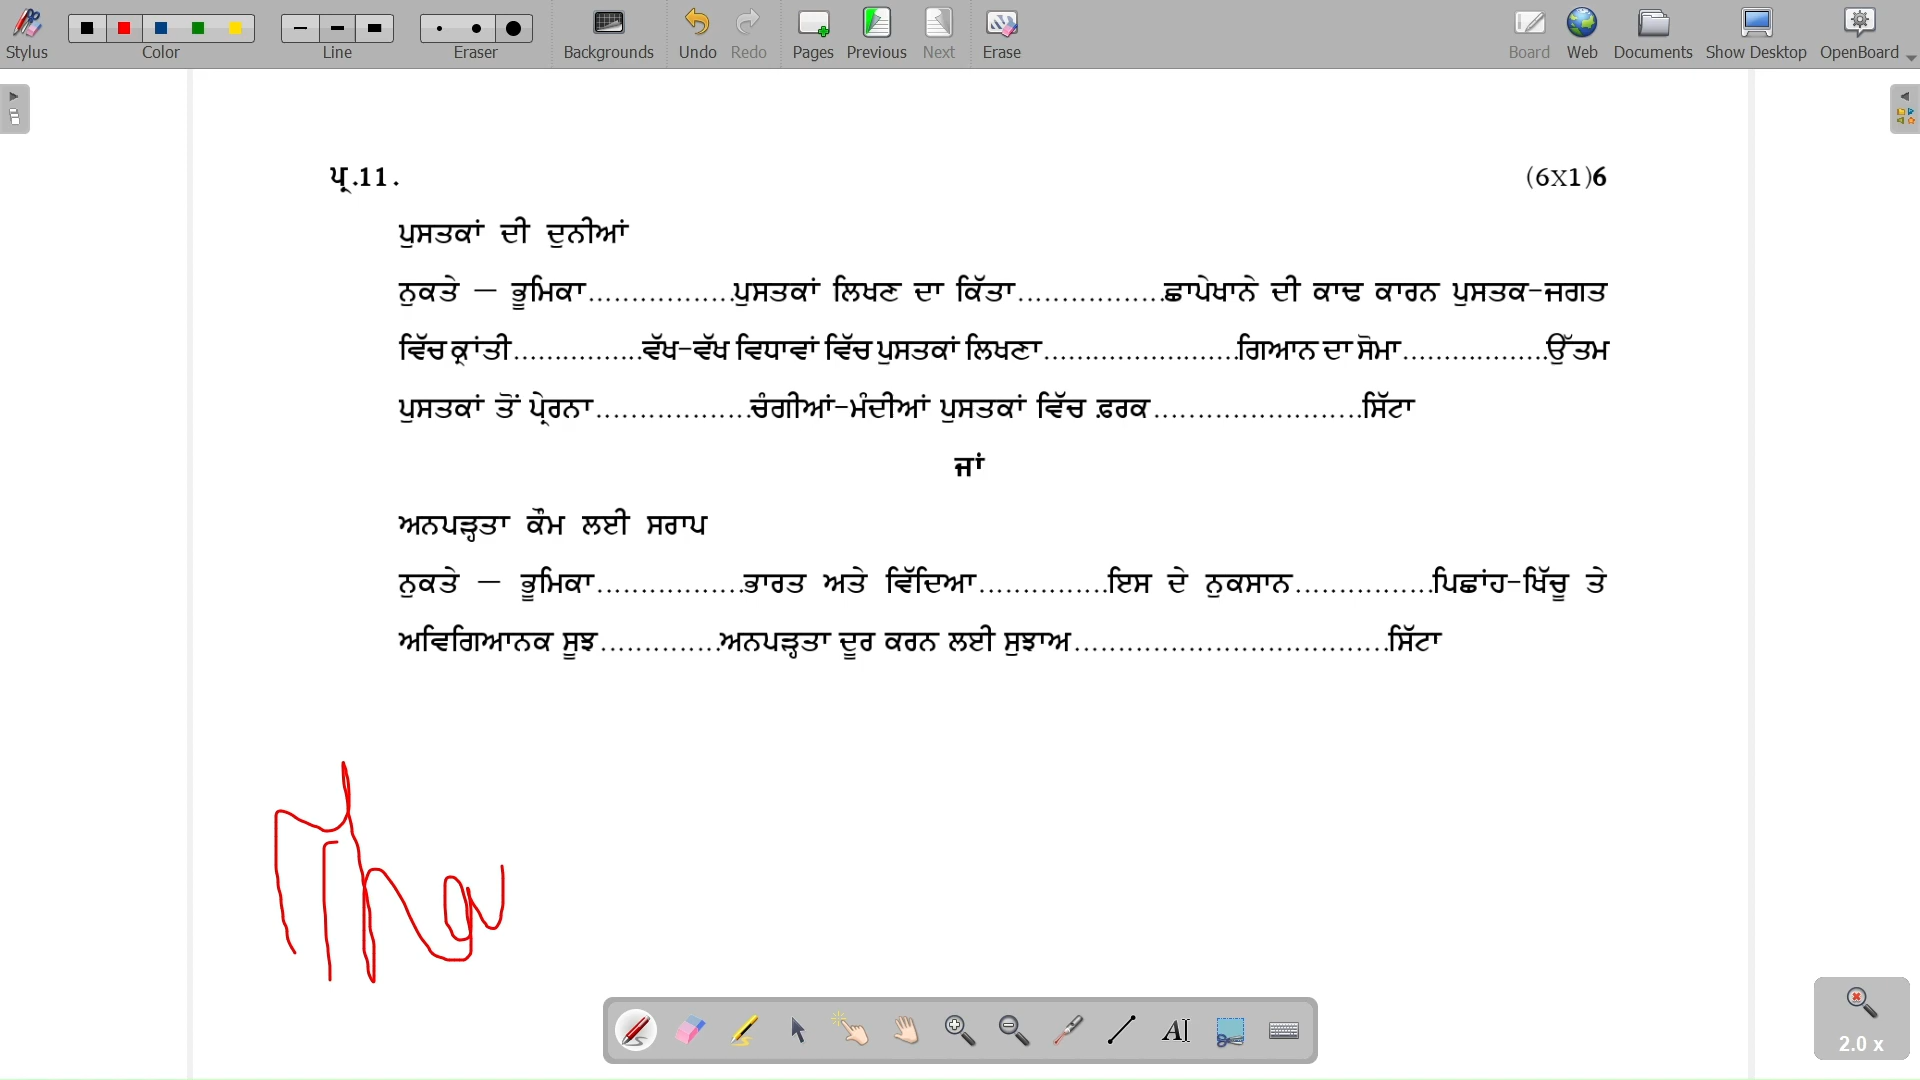 Stylus Color Line Eraser Backgrounds Undo Redo Pages Previous Next Erase Board Web Documents Show Desktop OpenBoard
ਪ੍ਰ.11. (6X1)6
ਪੁਸਤਕਾਂ ਦੀ ਦੁਨੀਆਂ
ਨੁਕਤੇ – ਭੂਮਿਕਾ.................ਪੁਸਤਕਾਂ ਲਿਖਣ ਦਾ ਕਿੱਤਾ.................ਛਾਪੇਖਾਨੇ ਦੀ ਕਾਢ ਕਾਰਨ ਪੁਸਤਕ-ਜਗਤ
ਵਿੱਚ ਕ੍ਰਾਂਤੀ................ਵੱਖ-ਵੱਖ ਵਿਧਾਵਾਂ ਵਿੱਚ ਪੁਸਤਕਾਂ ਲਿਖਣਾ........................ਗਿਆਨ ਦਾ ਸੋਮਾ..................ਉੱਤਮ
ਪੁਸਤਕਾਂ ਤੋਂ ਪ੍ਰੇਰਨਾ..................ਚੰਗੀਆਂ-ਮੰਦੀਆਂ ਪੁਸਤਕਾਂ ਵਿੱਚ ਫ਼ਰਕ........................ਸਿੱਟਾ
ਜਾਂ
ਅਨਪੜ੍ਹਤਾ ਕੌਮ ਲਈ ਸਰਾਪ
ਨੁਕਤੇ – ਭੂਮਿਕਾ.................ਭਾਰਤ ਅਤੇ ਵਿੱਦਿਆ...............ਇਸ ਦੇ ਨੁਕਸਾਨ................ਪਿਛਾਂਹ-ਖਿੱਚੂ ਤੇ
ਅਵਿਗਿਆਨਕ ਸੂਝ..............ਅਨਪੜ੍ਹਤਾ ਦੂਰ ਕਰਨ ਲਈ ਸੁਝਾਅ....................................ਸਿੱਟਾ
2.0 x